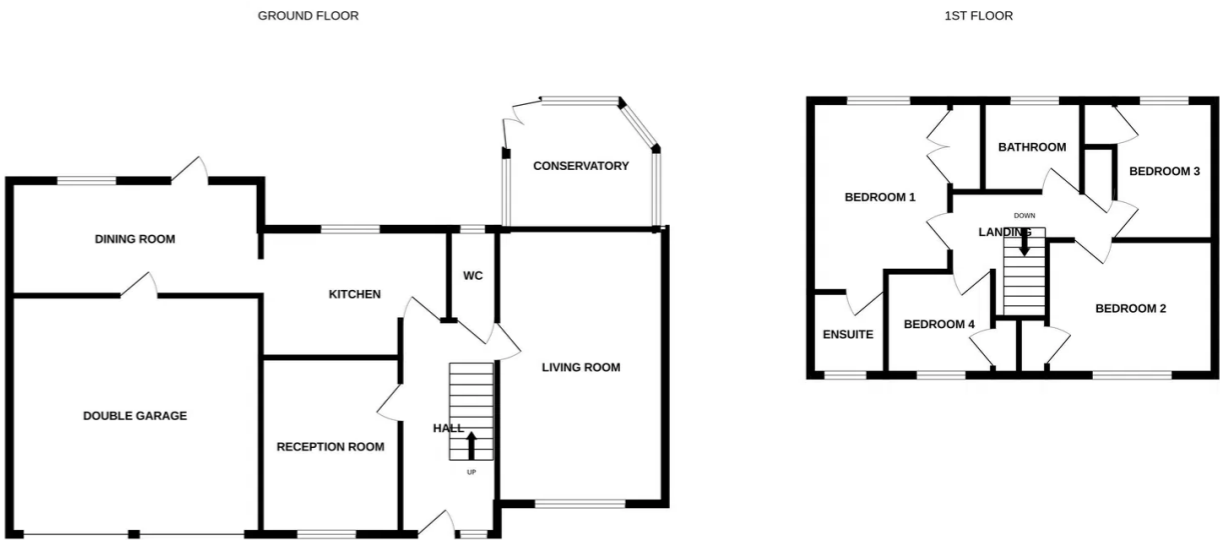 GROUND FLOOR
CONSERVATORY
DINING ROOM
WC
KITCHEN
LIVING ROOM
DOUBLE GARAGE
HALL
RECEPTION ROOM
UP
1ST FLOOR
BATHROOM
BEDROOM 3
BEDROOM 1
DOWN
LANDING
BEDROOM 2
BEDROOM 4
ENSUITE